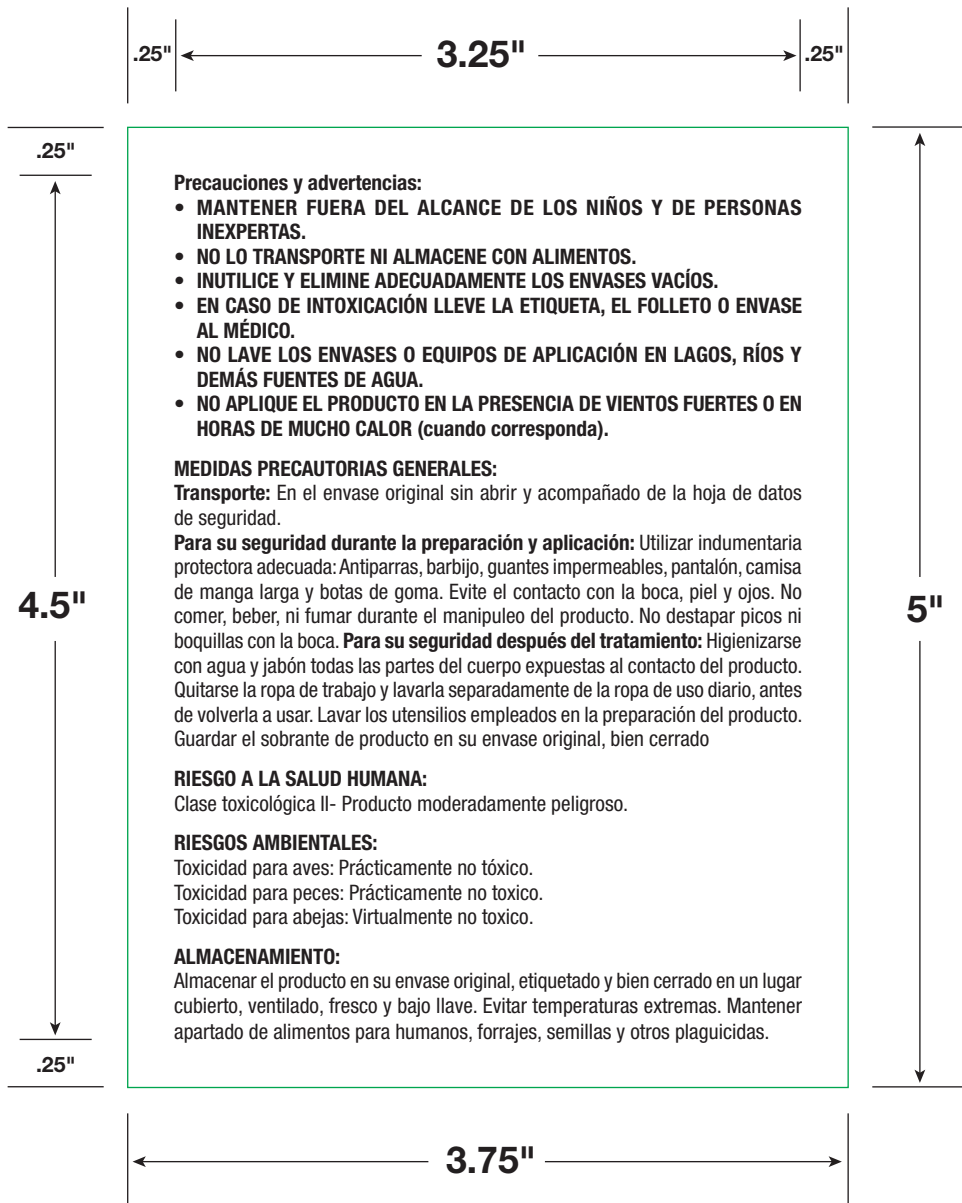 .25" 3.25" .25"
.25"
Precauciones y advertencias:
• MANTENER FUERA DEL ALCANCE DE LOS NIÑOS Y DE PERSONAS
INEXPERTAS.
• NO LO TRANSPORTE NI ALMACENE CON ALIMENTOS.
• INUTILICE Y ELIMINE ADECUADAMENTE LOS ENVASES VACÍOS.
• EN CASO DE INTOXICACIÓN LLEVE LA ETIQUETA, EL FOLLETO O ENVASE
AL MÉDICO.
• NO LAVE LOS ENVASES O EQUIPOS DE APLICACIÓN EN LAGOS, RÍOS Y
DEMÁS FUENTES DE AGUA.
• NO APLIQUE EL PRODUCTO EN LA PRESENCIA DE VIENTOS FUERTES O EN
HORAS DE MUCHO CALOR (cuando corresponda).
MEDIDAS PRECAUTORIAS GENERALES:
Transporte: En el envase original sin abrir y acompañado de la hoja de datos
de seguridad.
Para su seguridad durante la preparación y aplicación: Utilizar indumentaria
protectora adecuada: Antiparras, barbijo, guantes impermeables, pantalón, camisa
de manga larga y botas de goma. Evite el contacto con la boca, piel y ojos. No
comer, beber, ni fumar durante el manipuleo del producto. No destapar picos ni
boquillas con la boca. Para su seguridad después del tratamiento: Higienizarse
con agua y jabón todas las partes del cuerpo expuestas al contacto del producto.
Quitarse la ropa de trabajo y lavarla separadamente de la ropa de uso diario, antes
de volverla a usar. Lavar los utensilios empleados en la preparación del producto.
Guardar el sobrante de producto en su envase original, bien cerrado
RIESGO A LA SALUD HUMANA:
Clase toxicológica II- Producto moderadamente peligroso.
RIESGOS AMBIENTALES:
Toxicidad para aves: Prácticamente no tóxico.
Toxicidad para peces: Prácticamente no toxico.
Toxicidad para abejas: Virtualmente no toxico.
ALMACENAMIENTO:
Almacenar el producto en su envase original, etiquetado y bien cerrado en un lugar
cubierto, ventilado, fresco y bajo llave. Evitar temperaturas extremas. Mantener
apartado de alimentos para humanos, forrajes, semillas y otros plaguicidas.
4.5"
5"
.25"
3.75"